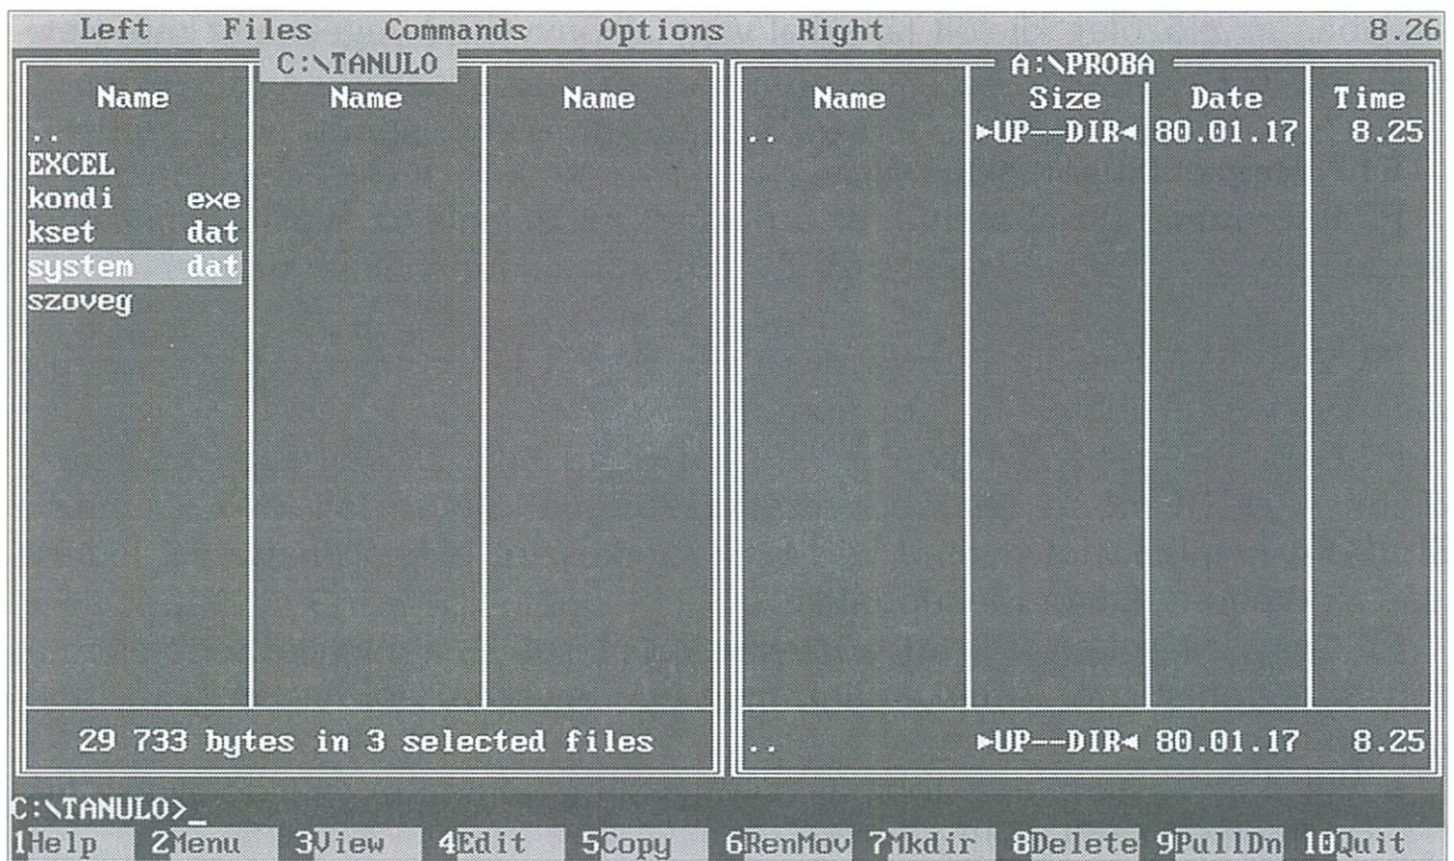 Left Files Commands Options Right 8.26
C:\TANULO A:\PROBA
Name Name Name Name Size Date Time
.. .. ►UP--DIR◄ 80.01.17 8.25
EXCEL
kondi exe
kset dat
system dat
szoveg
29 733 bytes in 3 selected files .. ►UP--DIR◄ 80.01.17 8.25
C:\TANULO>_
1Help 2Menu 3View 4Edit 5Copy 6RenMov 7Mkdir 8Delete 9PullDn 10Quit